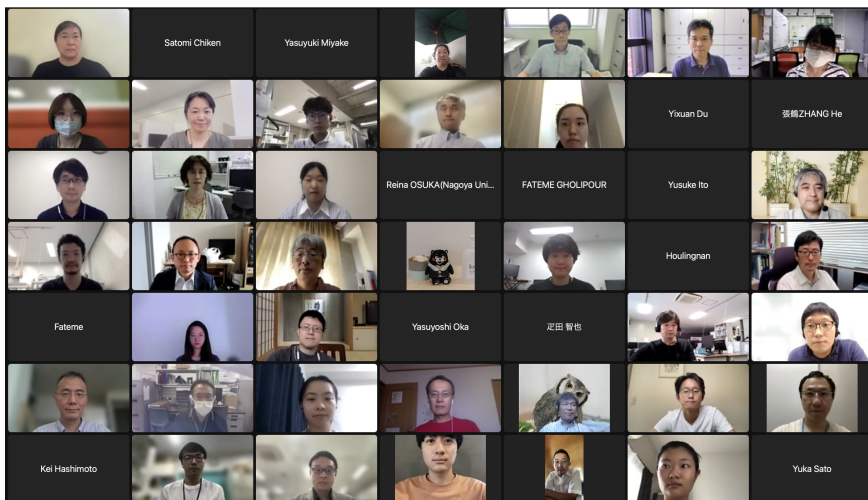 Satomi Chiken
Yasuyuki Miyake
Yixuan Du
張鶴ZHANG He
Reina OSUKA(Nagoya Uni...
FATEME GHOLIPOUR
Yusuke Ito
Houlingnan
Fateme
Yasuyoshi Oka
疋田 智也
Kei Hashimoto
Yuka Sato